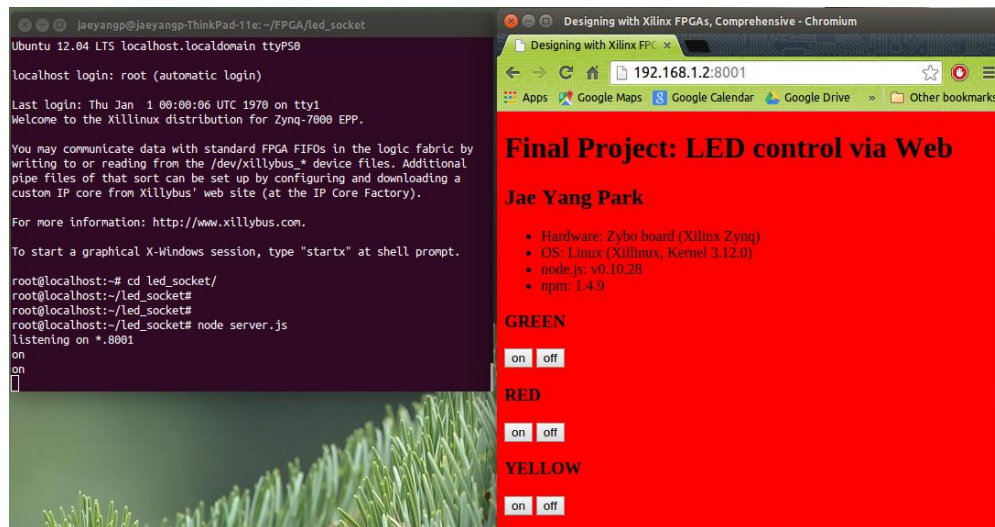 jaeyangp@jaeyangp-ThinkPad-11e: ~/FPGA/led_socket
Ubuntu 12.04 LTS localhost.localdomain ttyPS0
localhost login: root (automatic login)
Last login: Thu Jan  1 00:00:06 UTC 1970 on tty1
Welcome to the Xillinux distribution for Zynq-7000 EPP.
You may communicate data with standard FPGA FIFOs in the logic fabric by
writing to or reading from the /dev/xillybus_* device files. Additional
pipe files of that sort can be set up by configuring and downloading a
custom IP core from Xillybus' web site (at the IP Core Factory).
For more information: http://www.xillybus.com.
To start a graphical X-Windows session, type "startx" at shell prompt.
root@localhost:~# cd led_socket/
root@localhost:~/led_socket#
root@localhost:~/led_socket#
root@localhost:~/led_socket# node server.js
listening on *.8001
on
on
Designing with Xilinx FPGAs, Comprehensive - Chromium
Designing with Xilinx FPG
192.168.1.2:8001
Apps Google Maps Google Calendar Google Drive » Other bookmarks
Final Project: LED control via Web
Jae Yang Park
• Hardware: Zybo board (Xilinx Zynq)
• OS: Linux (Xillinux, Kernel 3.12.0)
• node.js: v0.10.28
• npm: 1.4.9
GREEN
on off
RED
on off
YELLOW
on off